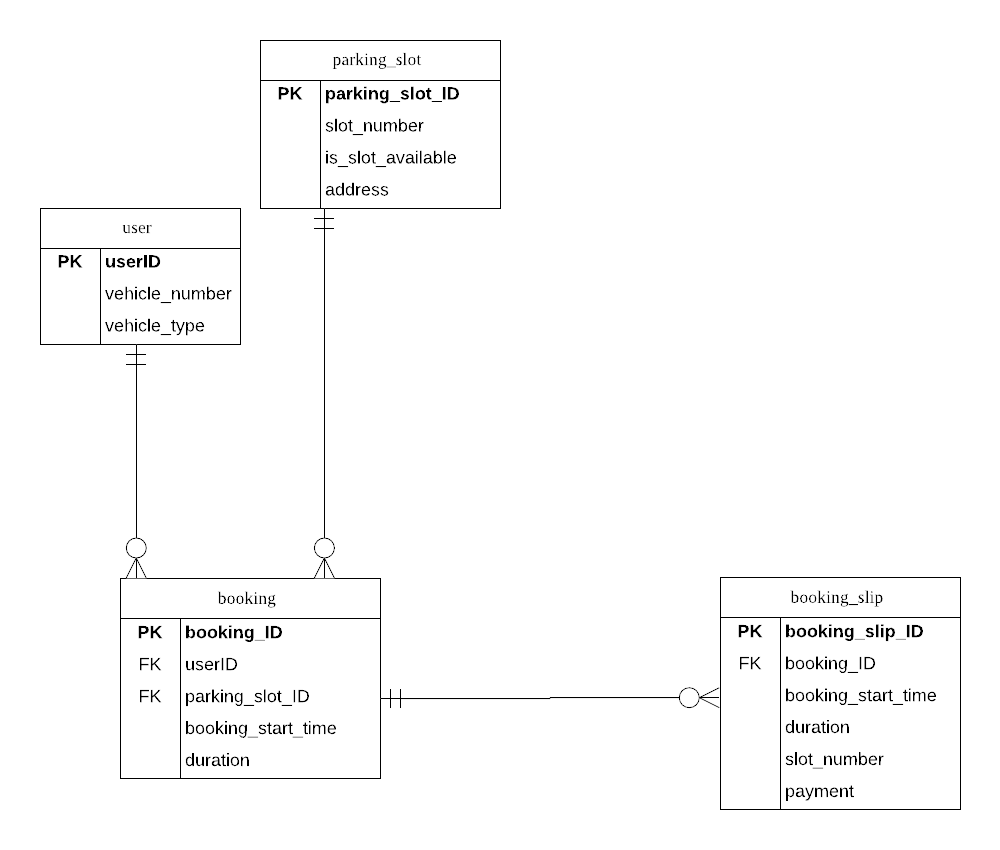 parking_slot
PK parking_slot_ID
slot_number
is_slot_available
address
user
PK userID
vehicle_number
vehicle_type
booking
PK booking_ID
FK userID
FK parking_slot_ID
booking_start_time
duration
booking_slip
PK booking_slip_ID
FK booking_ID
booking_start_time
duration
slot_number
payment